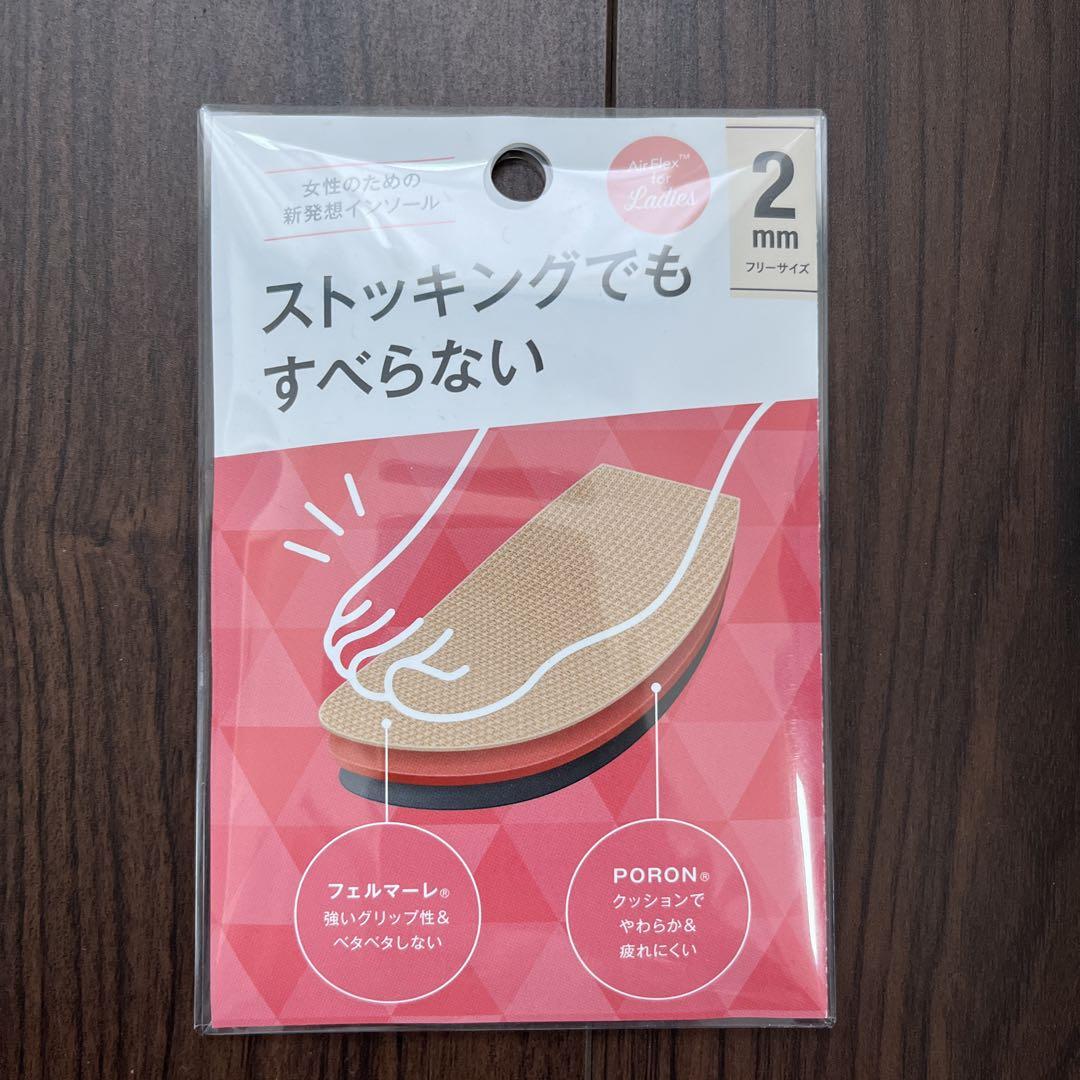 女性のための
新発想インソール
AirFlex™
for
Ladies
2
mm
フリーサイズ
ストッキングでも
すべらない
フェルマーレ®
強いグリップ性&
ベタベタしない
PORON®
クッションで
やわらか&
疲れにくい